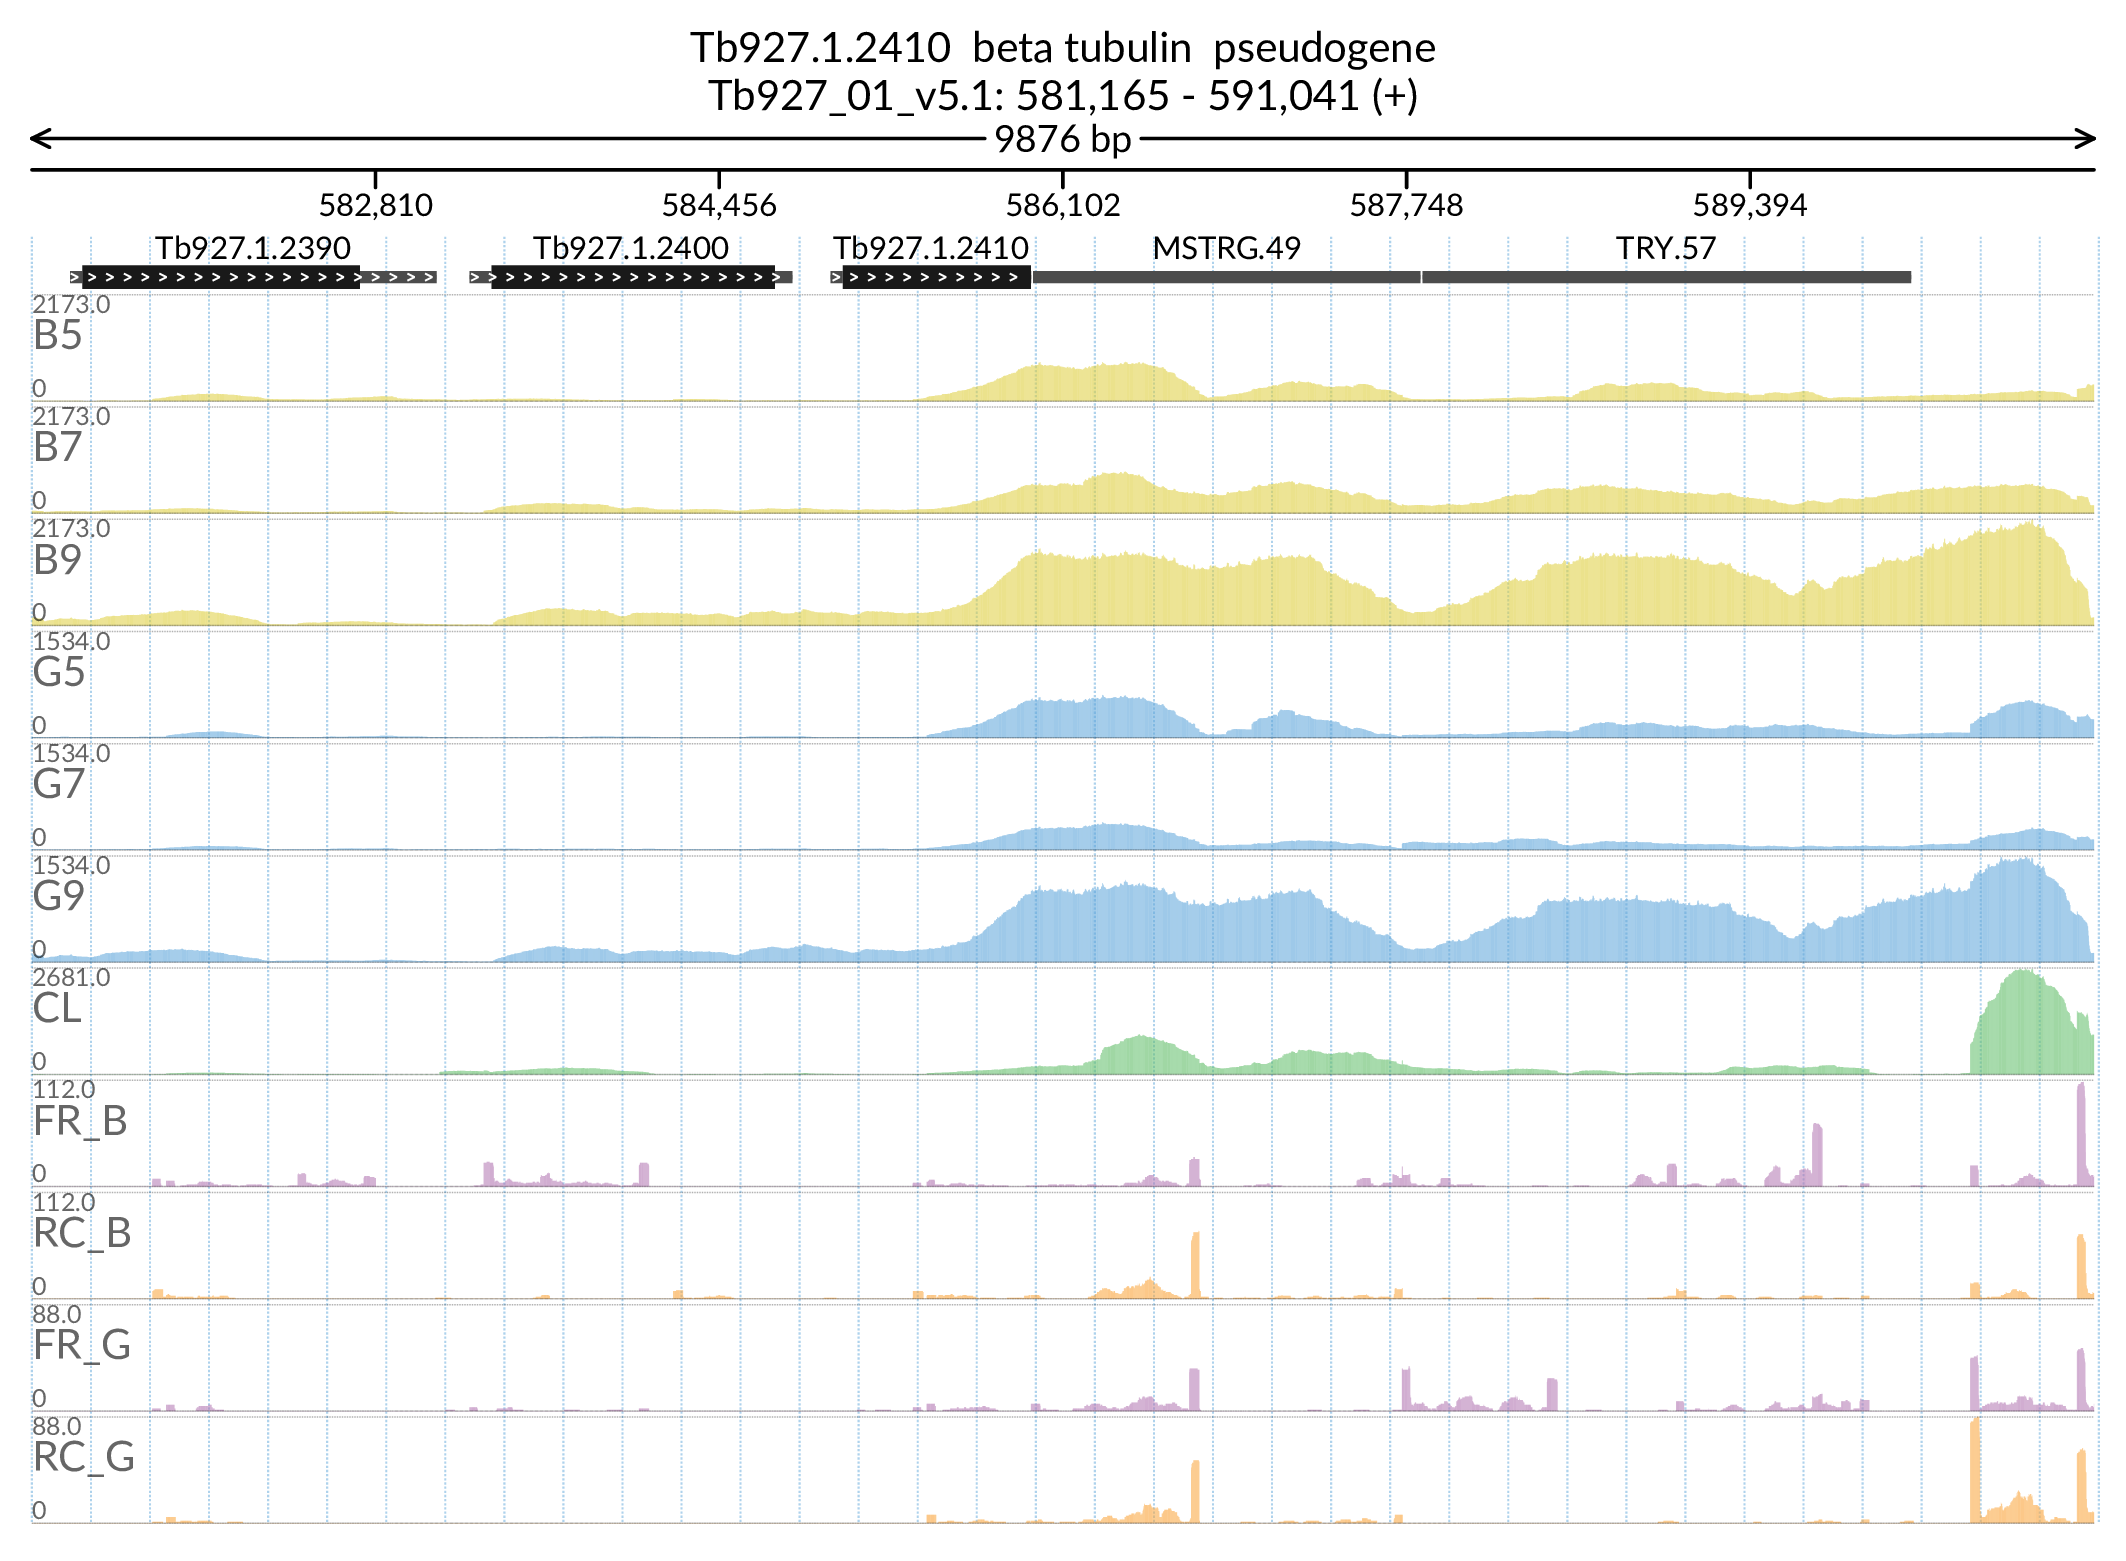 Tb927.1.2410 beta tubulin pseudogene
Tb927_01_v5.1: 581,165 - 591,041 (+)
9876 bp
582,810 584,456 586,102 587,748 589,394
Tb927.1.2390 Tb927.1.2400 Tb927.1.2410 MSTRG.49 TRY.57
2173.0
B5
0
2173.0
B7
0
2173.0
B9
0
1534.0
G5
0
1534.0
G7
0
1534.0
G9
0
2681.0
CL
0
112.0
FR_B
0
112.0
RC_B
0
88.0
FR_G
0
88.0
RC_G
0